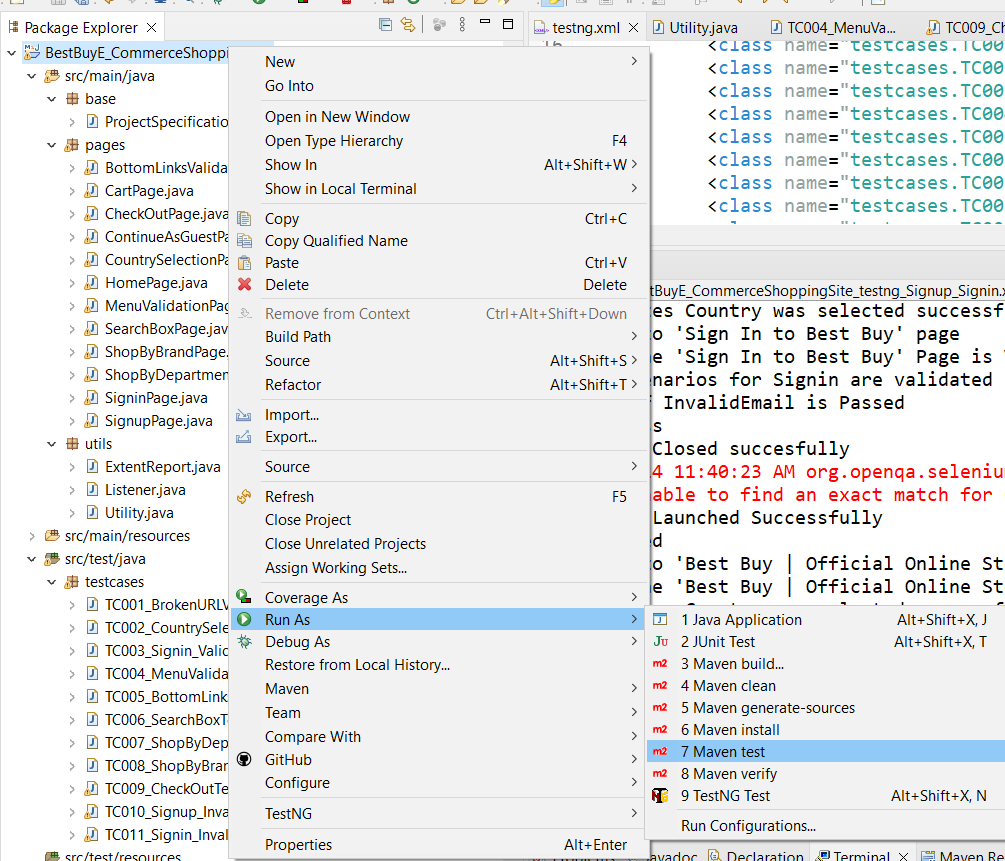 Package Explorer
BestBuyE_CommerceShoppi
src/main/java
base
ProjectSpecificatio
pages
BottomLinksValida
CartPage.java
CheckOutPage.java
ContinueAsGuestPa
CountrySelectionPa
HomePage.java
MenuValidationPag
SearchBoxPage.jav
ShopByBrandPage.
ShopByDepartmen
SigninPage.java
SignupPage.java
utils
ExtentReport.java
Listener.java
Utility.java
src/main/resources
src/test/java
testcases
TC001_BrokenURLV
TC002_CountrySele
TC003_Signin_Valid
TC004_MenuValida
TC005_BottomLink
TC006_SearchBoxTe
TC007_ShopByDep
TC008_ShopByBran
TC009_CheckOutTe
TC010_Signup_Inva
TC011_Signin_Inval
src/test/resources
New
Go Into
Open in New Window
Open Type Hierarchy F4
Show In Alt+Shift+W
Show in Local Terminal
Copy Ctrl+C
Copy Qualified Name
Paste Ctrl+V
Delete Delete
Remove from Context Ctrl+Alt+Shift+Down
Build Path
Source Alt+Shift+S
Refactor Alt+Shift+T
Import...
Export...
Source
Refresh F5
Close Project
Close Unrelated Projects
Assign Working Sets...
Coverage As
Run As
Debug As
Restore from Local History...
Maven
Team
Compare With
GitHub
Configure
TestNG
Properties Alt+Enter
1 Java Application Alt+Shift+X, J
2 JUnit Test Alt+Shift+X, T
3 Maven build...
4 Maven clean
5 Maven generate-sources
6 Maven install
7 Maven test
8 Maven verify
9 TestNG Test Alt+Shift+X, N
Run Configurations...
testng.xml Utility.java TC004_MenuVa... TC009_Ch
<class name="testcases.TC00
<class name="testcases.TC00
<class name="testcases.TC00
<class name="testcases.TC00
<class name="testcases.TC00
<class name="testcases.TC00
<class name="testcases.TC00
<class name="testcases.TC00
tBuyE_CommerceShoppingSite_testng_Signup_Signin.x
es Country was selected successf
o 'Sign In to Best Buy' page
e 'Sign In to Best Buy' Page is
narios for Signin are validated
f InvalidEmail is Passed
s
Closed succesfully
4 11:40:23 AM org.openqa.seleniu
able to find an exact match for
Launched Successfully
d
o 'Best Buy | Official Online St
e 'Best Buy | Official Online St
Javadoc Declaration Terminal Maven Re